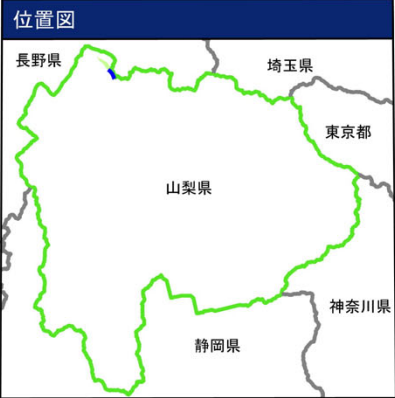 位置図
長野県
埼玉県
東京都
山梨県
神奈川県
静岡県